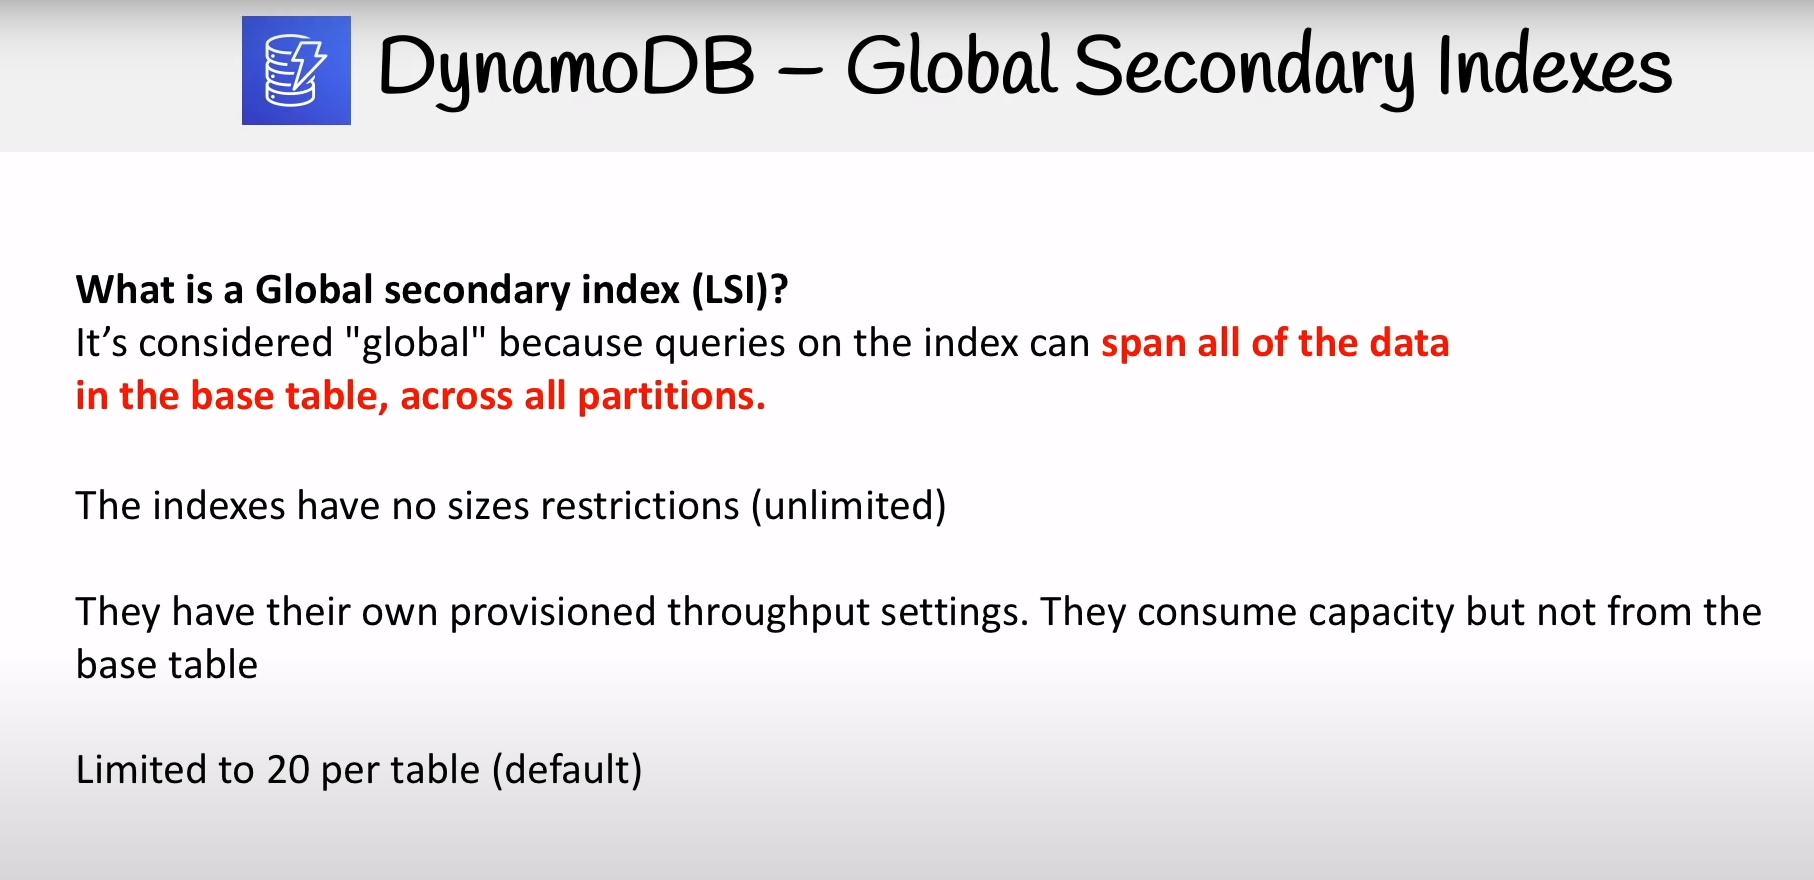 DynamoDB – Global Secondary Indexes
What is a Global secondary index (LSI)?
It’s considered "global" because queries on the index can span all of the data
in the base table, across all partitions.
The indexes have no sizes restrictions (unlimited)
They have their own provisioned throughput settings. They consume capacity but not from the
base table
Limited to 20 per table (default)